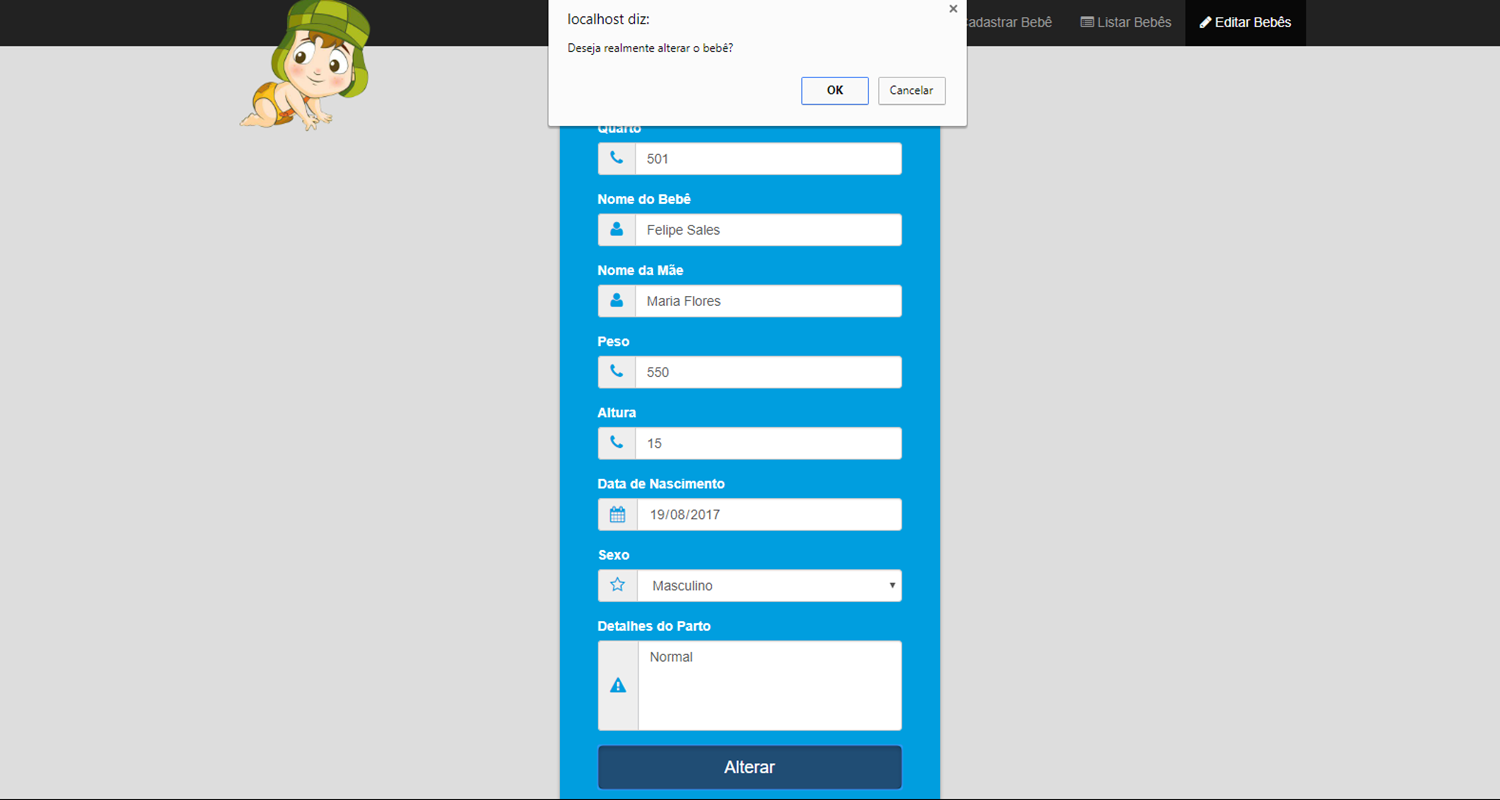 localhost diz:
Deseja realmente alterar o bebê?
OK
Cancelar
adastrar Bebê
Listar Bebês
Editar Bebês
Quarto
501
Nome do Bebê
Felipe Sales
Nome da Mãe
Maria Flores
Peso
550
Altura
15
Data de Nascimento
19/08/2017
Sexo
Masculino
Detalhes do Parto
Normal
Alterar